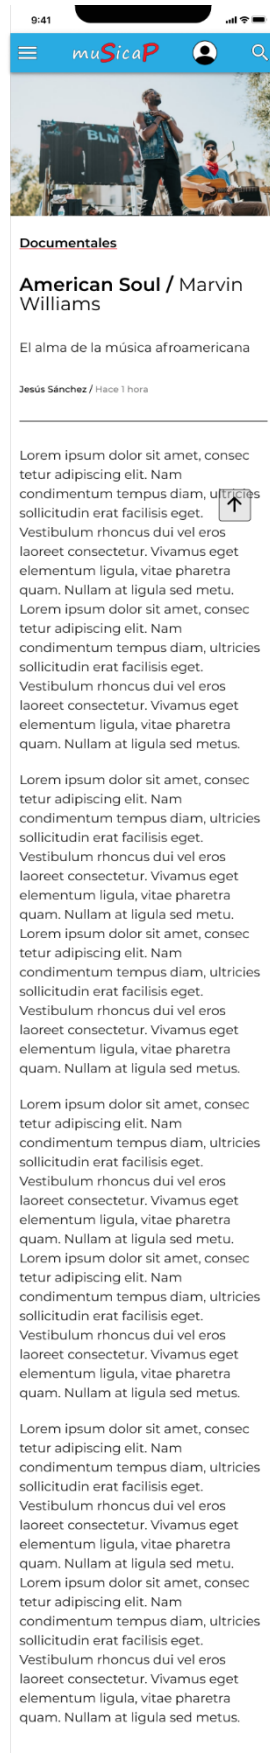 9:41
muSicaP
BLM
Documentales
American Soul / Marvin
Williams
El alma de la música afroamericana
Jesús Sánchez / Hace 1 hora
Lorem ipsum dolor sit amet, consec
tetur adipiscing elit. Nam
condimentum tempus diam, ultricies
sollicitudin erat facilisis eget.
Vestibulum rhoncus dui vel eros
laoreet consectetur. Vivamus eget
elementum ligula, vitae pharetra
quam. Nullam at ligula sed metu.
Lorem ipsum dolor sit amet, consec
tetur adipiscing elit. Nam
condimentum tempus diam, ultricies
sollicitudin erat facilisis eget.
Vestibulum rhoncus dui vel eros
laoreet consectetur. Vivamus eget
elementum ligula, vitae pharetra
quam. Nullam at ligula sed metus.
Lorem ipsum dolor sit amet, consec
tetur adipiscing elit. Nam
condimentum tempus diam, ultricies
sollicitudin erat facilisis eget.
Vestibulum rhoncus dui vel eros
laoreet consectetur. Vivamus eget
elementum ligula, vitae pharetra
quam. Nullam at ligula sed metu.
Lorem ipsum dolor sit amet, consec
tetur adipiscing elit. Nam
condimentum tempus diam, ultricies
sollicitudin erat facilisis eget.
Vestibulum rhoncus dui vel eros
laoreet consectetur. Vivamus eget
elementum ligula, vitae pharetra
quam. Nullam at ligula sed metus.
Lorem ipsum dolor sit amet, consec
tetur adipiscing elit. Nam
condimentum tempus diam, ultricies
sollicitudin erat facilisis eget.
Vestibulum rhoncus dui vel eros
laoreet consectetur. Vivamus eget
elementum ligula, vitae pharetra
quam. Nullam at ligula sed metu.
Lorem ipsum dolor sit amet, consec
tetur adipiscing elit. Nam
condimentum tempus diam, ultricies
sollicitudin erat facilisis eget.
Vestibulum rhoncus dui vel eros
laoreet consectetur. Vivamus eget
elementum ligula, vitae pharetra
quam. Nullam at ligula sed metus.
Lorem ipsum dolor sit amet, consec
tetur adipiscing elit. Nam
condimentum tempus diam, ultricies
sollicitudin erat facilisis eget.
Vestibulum rhoncus dui vel eros
laoreet consectetur. Vivamus eget
elementum ligula, vitae pharetra
quam. Nullam at ligula sed metu.
Lorem ipsum dolor sit amet, consec
tetur adipiscing elit. Nam
condimentum tempus diam, ultricies
sollicitudin erat facilisis eget.
Vestibulum rhoncus dui vel eros
laoreet consectetur. Vivamus eget
elementum ligula, vitae pharetra
quam. Nullam at ligula sed metus.